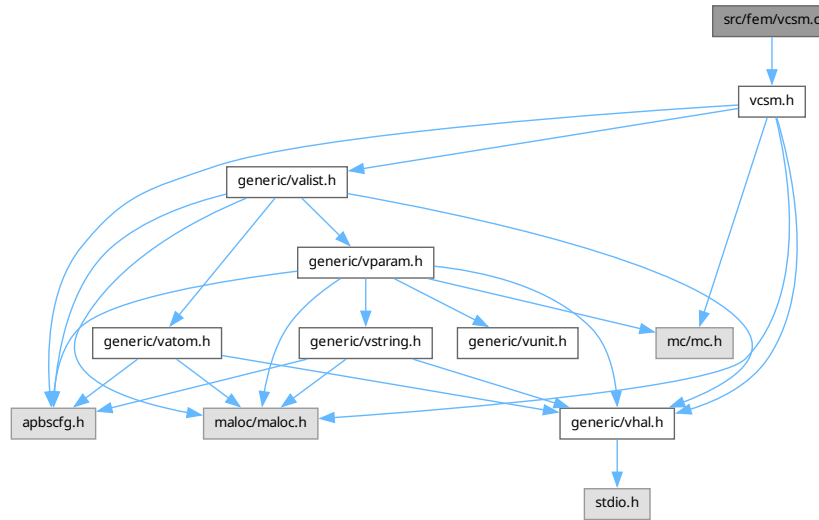 src/fem/vcsm.c
vcsm.h
generic/valist.h
generic/vparam.h
generic/vatom.h
generic/vstring.h
generic/vunit.h
mc/mc.h
apbscfg.h
maloc/maloc.h
generic/vhal.h
stdio.h